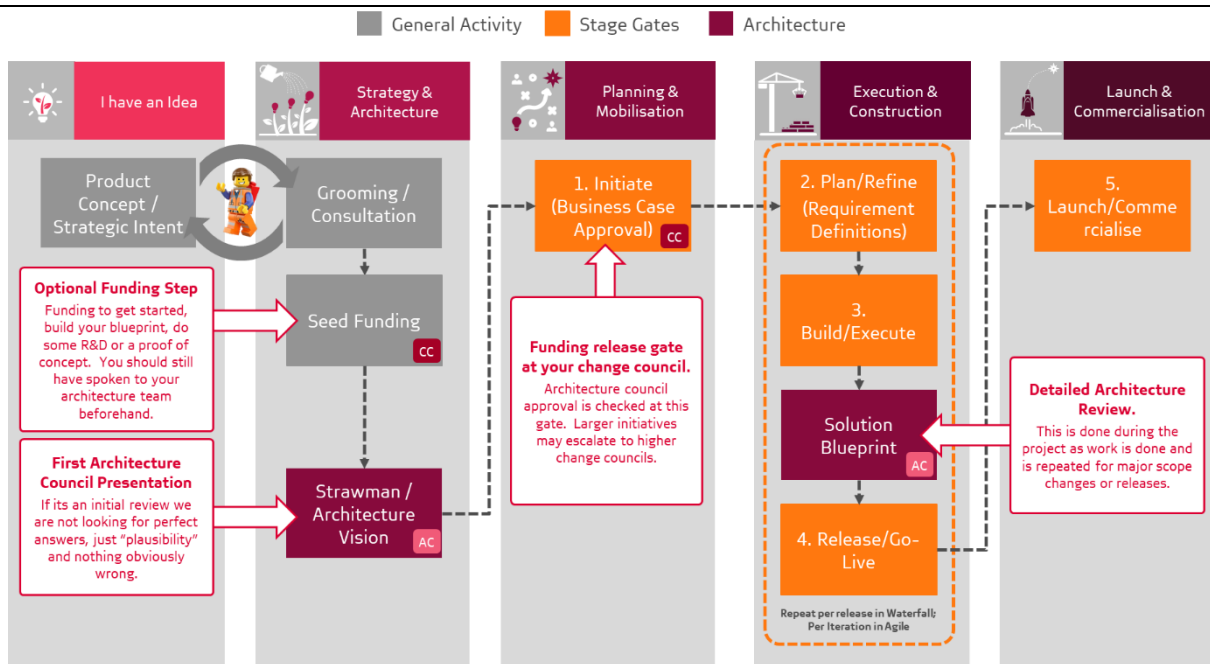 General Activity
Stage Gates
Architecture
I have an Idea
Strategy &
Architecture
Planning &
Mobilisation
Execution &
Construction
Launch &
Commercialisation
Product
Concept /
Strategic Intent
Grooming /
Consultation
1. Initiate
(Business Case
Approval)
CC
2. Plan/Refine
(Requirement
Definitions)
5.
Launch/Comme
rcialise
Optional Funding Step
Funding to get started,
build your blueprint, do
some R&D or a proof of
concept. You should still
have spoken to your
architecture team
beforehand.
Seed Funding
CC
Funding release gate
at your change council.
Architecture council
approval is checked at this
gate. Larger initiatives
may escalate to higher
change councils.
3.
Build/Execute
Detailed Architecture
Review.
This is done during the
project as work is done and
is repeated for major scope
changes or releases.
Solution
Blueprint
AC
First Architecture
Council Presentation
If its an initial review we
are not looking for perfect
answers, just “plausibility”
and nothing obviously
wrong.
Strawman /
Architecture
Vision
AC
4. Release/Go-
Live
Repeat per release in Waterfall;
Per Iteration in Agile